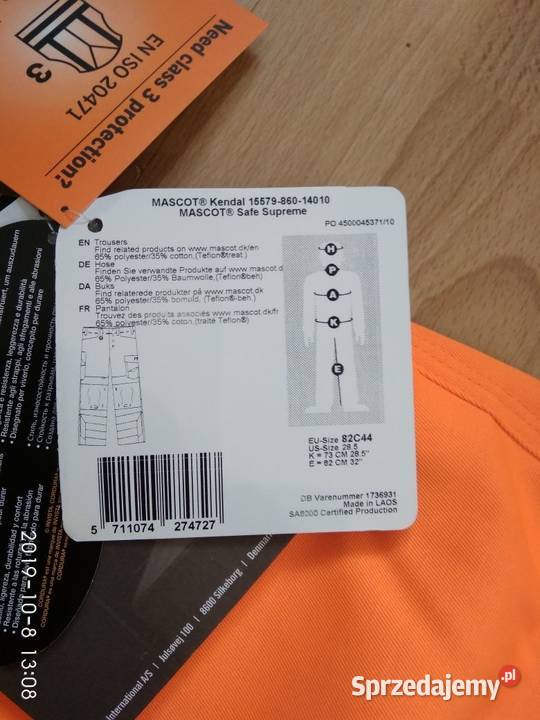 Need class 3 protection?
EN ISO 20471
3
MASCOT® Kendal 15579-860-14010
MASCOT® Safe Supreme
PO 4500045371/10
EN Trousers
Find related products on www.mascot.dk/en
65% polyester/35% cotton,(Teflon®treat.)
DE Hose
Finden Sie verwandte Produkte auf www.mascot.d
65% Polyester/35% Baumwolle,(Teflon®beh)
DA Buks
Find relaterede produkter på www.mascot.dk
65% polyester/35% bomuld,(Teflon®-beh.)
FR Pantalon
Trouvez des produits associés www.mascot.dk/fr
65% polyester/35% coton,(traité Teflon®)
H
P
A
K
E
EU-Size 82C44
US-Size 28.5
K = 73 CM 28.5"
E = 82 CM 32"
DB Varenummer 1736931
Made in LAOS
SA8000 Certified Production
5 711074 274727
International A/S | Julsøvej 100 | 8600 Silkeborg | Denmark
2019-10-8 13:08
Sprzedajemy.pl